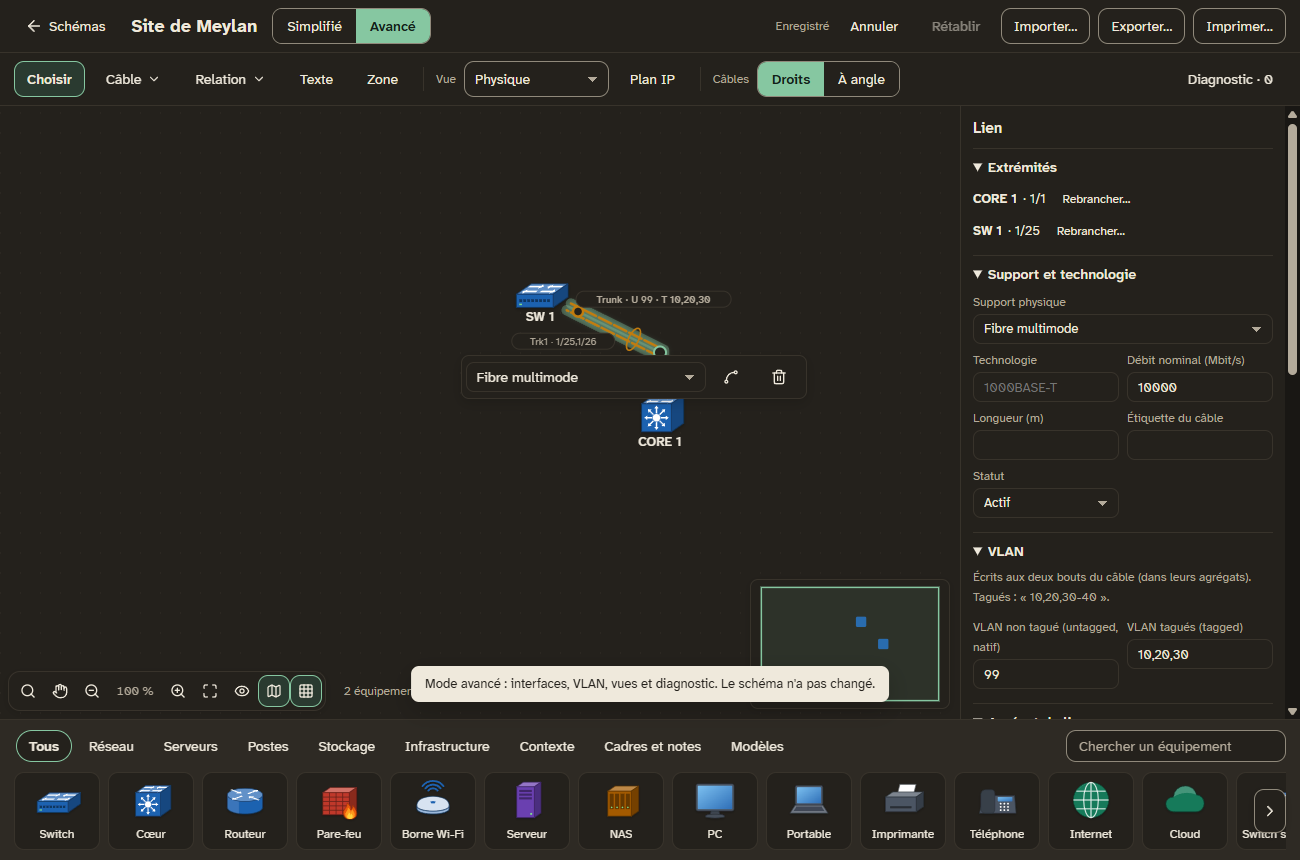 Schémas
Site de Meylan
Simplifié
Avancé
Enregistré
Annuler
Rétablir
Importer...
Exporter...
Imprimer...
Choisir
Câble
Relation
Texte
Zone
Vue
Physique
Plan IP
Câbles
Droits
À angle
Diagnostic · 0
Trunk · U 99 · T 10,20,30
SW 1
Trk1 · 1/25,1/26
Fibre multimode
CORE 1
Lien
Extrémités
CORE 1 · 1/1 Rebrancher...
SW 1 · 1/25 Rebrancher...
Support et technologie
Support physique
Fibre multimode
Technologie
Débit nominal (Mbit/s)
1000BASE-T
10000
Longueur (m)
Étiquette du câble
Statut
Actif
VLAN
Écrits aux deux bouts du câble (dans leurs agrégats).
Tagués : « 10,20,30-40 ».
VLAN non tagué (untagged,
natif)
VLAN tagués (tagged)
99
10,20,30
100 %
2 équipemen
Mode avancé : interfaces, VLAN, vues et diagnostic. Le schéma n'a pas changé.
Tous
Réseau
Serveurs
Postes
Stockage
Infrastructure
Contexte
Cadres et notes
Modèles
Chercher un équipement
Switch
Cœur
Routeur
Pare-feu
Borne Wi-Fi
Serveur
NAS
PC
Portable
Imprimante
Téléphone
Internet
Cloud
Switch s